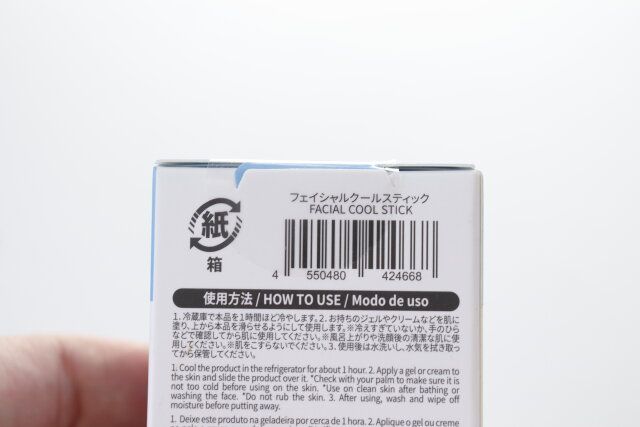 フェイシャルクールスティック
FACIAL COOL STICK
紙
箱
4 550480 424668
使用方法 / HOW TO USE / Modo de uso
1. 冷蔵庫で本品を1時間ほど冷やします。2. お持ちのジェルやクリームなどを肌に
塗り、上から本品を滑らせるようにして使用します。※冷えすぎていないか、手のひら
などで確認してから肌に使用してください。※風呂上がりや洗顔後の清潔な肌に使
用してください。※肌をこすらないでください。3. 使用後は水洗いし、水気を拭き取っ
てから保管してください。
1. Cool the product in the refrigerator for about 1 hour. 2. Apply a gel or cream to
the skin and slide the product over it. *Check with your palm to make sure it is
not too cold before using on the skin. *Use on clean skin after bathing or
washing the face. *Do not rub the skin. 3. After using, wash and wipe off
moisture before putting away.
1. Deixe este produto na geladeira por cerca de 1 hora. 2. Aplique o gel ou creme